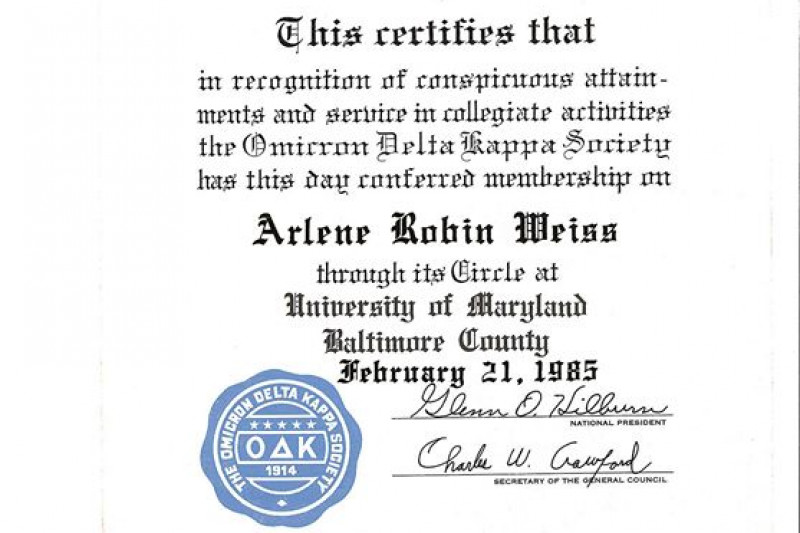 This certifies that
in recognition of conspicuous attain-
ments and service in collegiate activities
the Omicron Delta Kappa Society
has this day conferred membership on
Arlene Robin Weiss
through its Circle at
University of Maryland
Baltimore County
February 21, 1985
Glenn O. Hilburn
NATIONAL PRESIDENT
Charles W. Crawford
SECRETARY OF THE GENERAL COUNCIL
THE OMICRON DELTA KAPPA SOCIETY
ΟΔΚ
1914